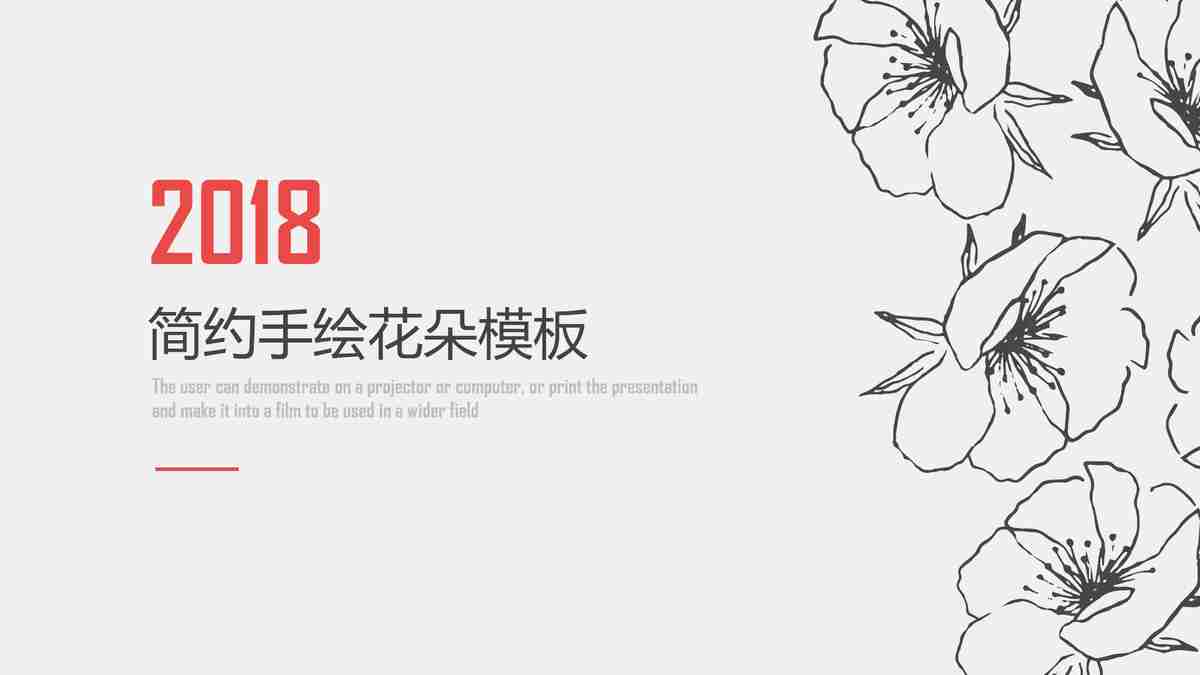 2018
简约手绘花朵模板
The user can demonstrate on a projector or computer, or print the presentation
and make it into a film to be used in a wider field